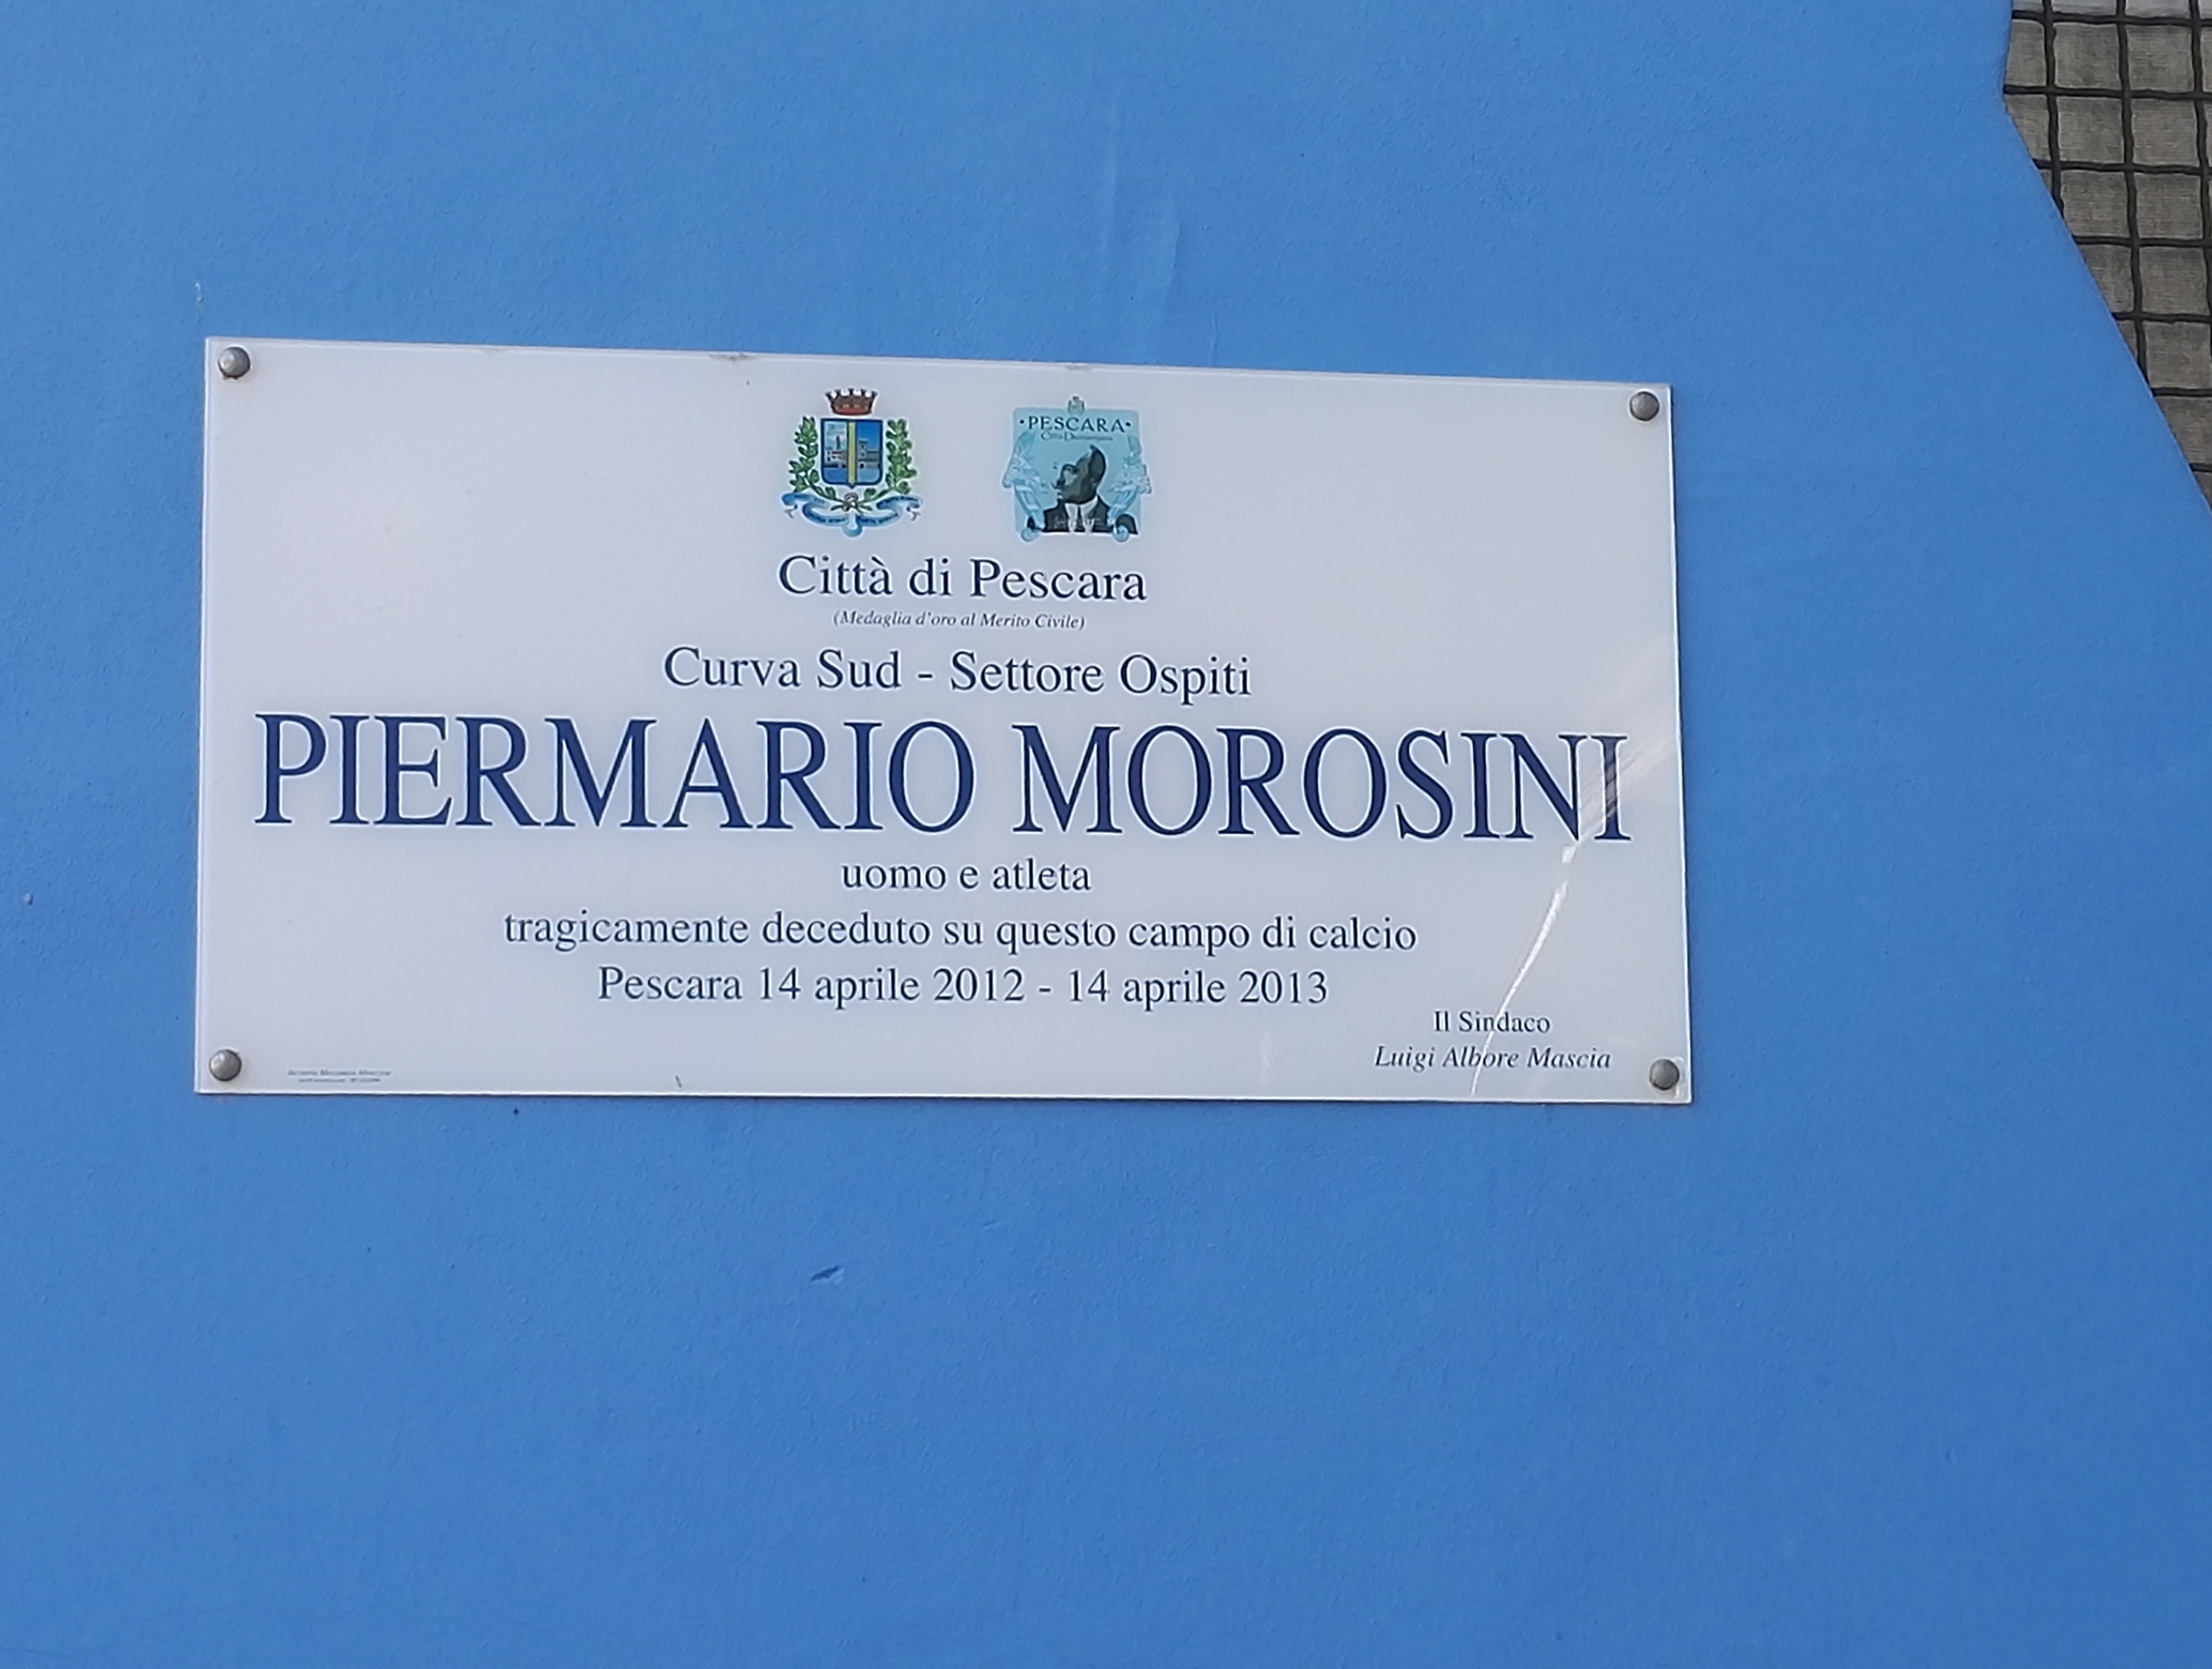 •PESCARA•
Città di Pescara
(Medaglia d'oro al Merito Civile)
Curva Sud - Settore Ospiti
PIERMARIO MOROSINI
uomo e atleta
tragicamente deceduto su questo campo di calcio
Pescara 14 aprile 2012 - 14 aprile 2013
Il Sindaco
Luigi Albore Mascia